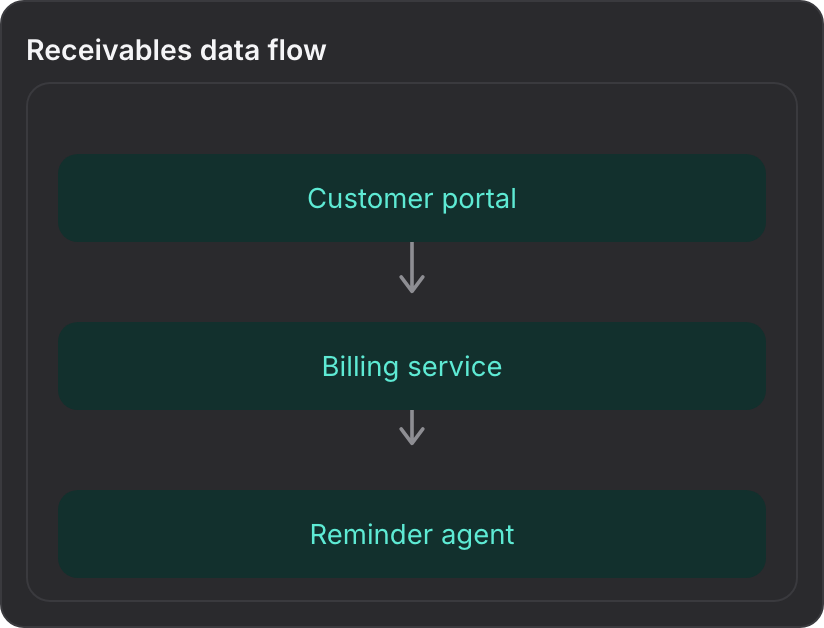 Receivables data flow
Customer portal
Billing service
Reminder agent